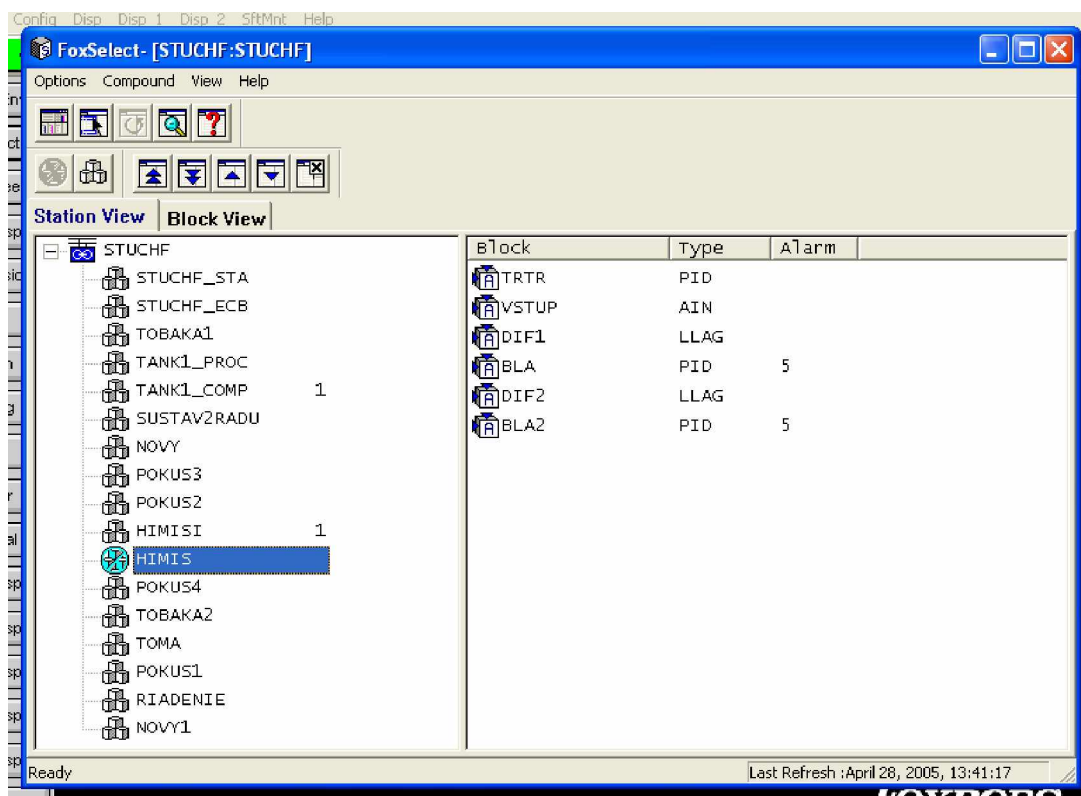 Config Disp Disp 1 Disp 2 SftMnt Help
FoxSelect- [STUCHF:STUCHF]
Options Compound View Help
Station View Block View
STUCHF
STUCHF_STA
STUCHF_ECB
TOBAKA1
TANK1_PROC
TANK1_COMP 1
SUSTAV2RADU
NOVY
POKUS3
POKUS2
HIMISI 1
HIMIS
POKUS4
TOBAKA2
TOMA
POKUS1
RIADENIE
NOVY1
Block Type Alarm
TRTR PID
VSTUP AIN
DIF1 LLAG
BLA PID 5
DIF2 LLAG
BLA2 PID 5
Ready
Last Refresh :April 28, 2005, 13:41:17